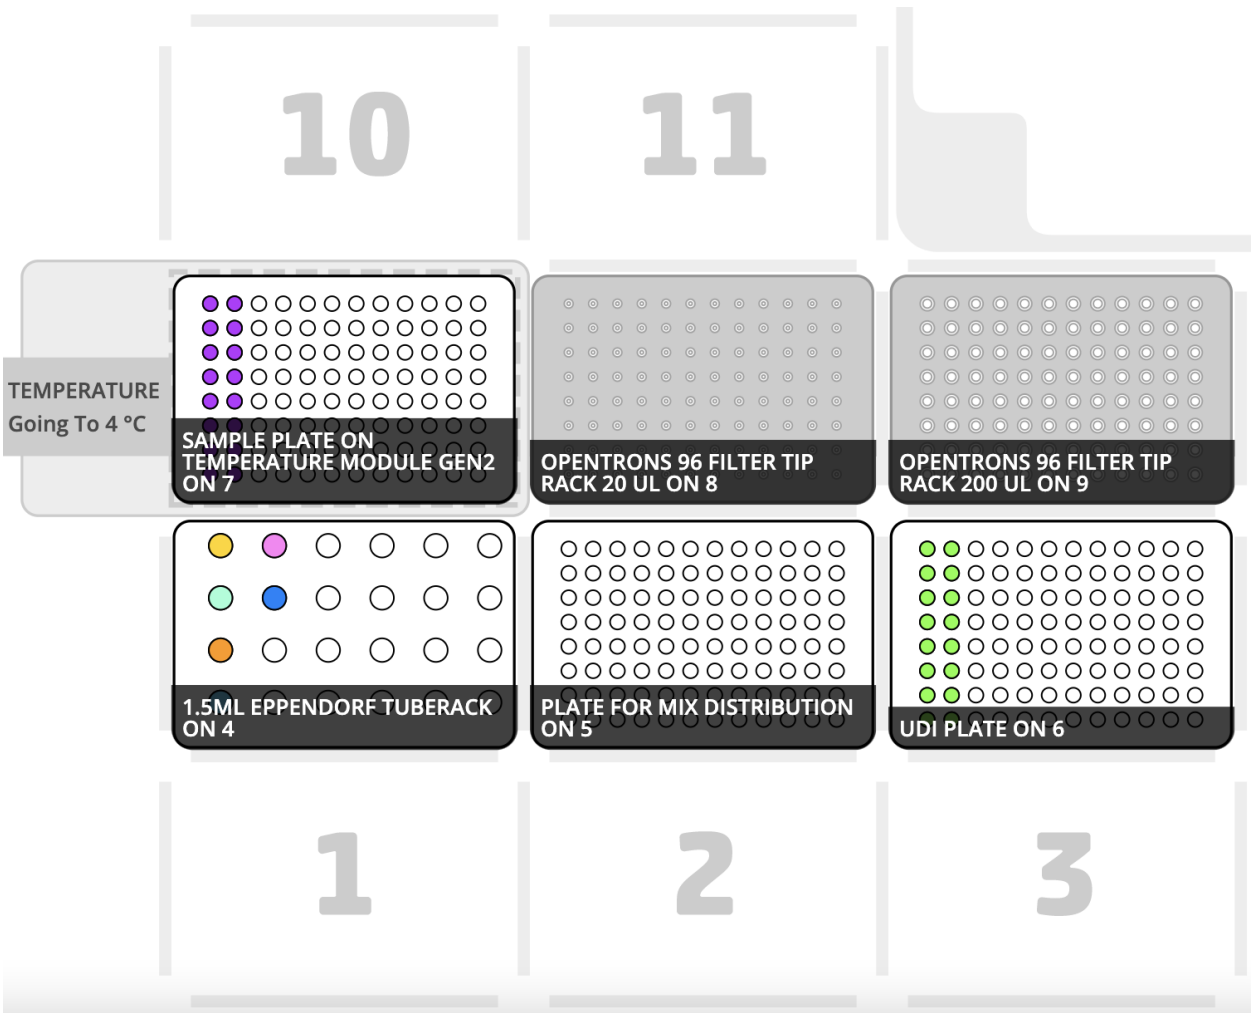 10
11
TEMPERATURE
Going To 4 °C
SAMPLE PLATE ON
TEMPERATURE MODULE GEN2
ON 7
OPENTRONS 96 FILTER TIP
RACK 20 UL ON 8
OPENTRONS 96 FILTER TIP
RACK 200 UL ON 9
1.5ML EPPENDORF TUBERACK
ON 4
PLATE FOR MIX DISTRIBUTION
ON 5
UDI PLATE ON 6
1
2
3